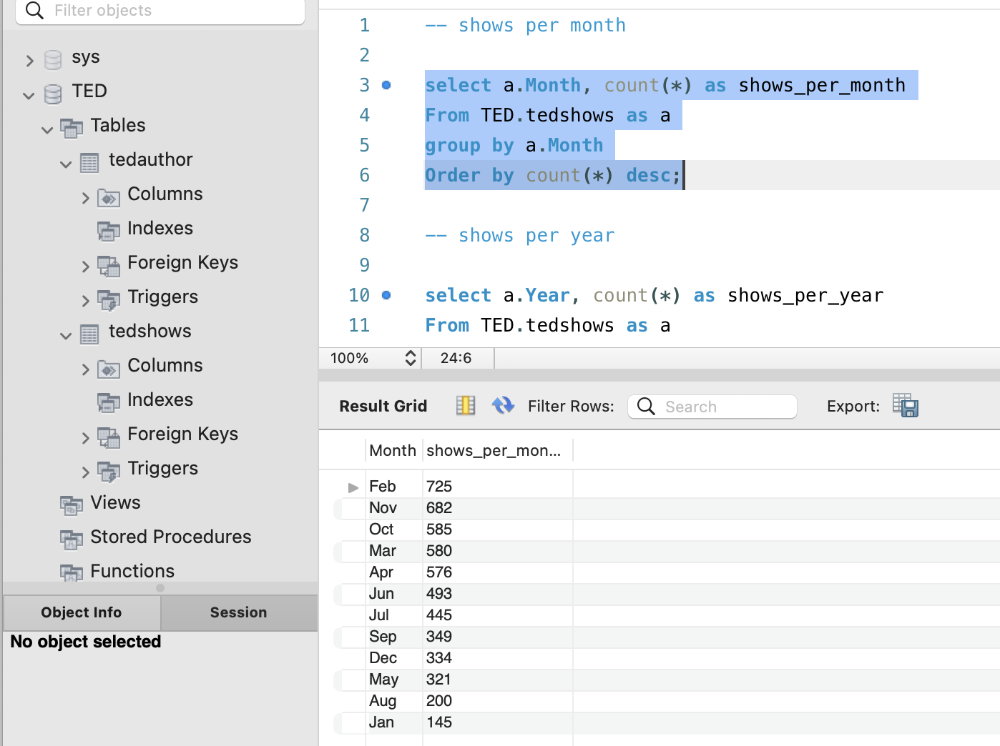 Filter objects
sys
TED
Tables
tedauthor
Columns
Indexes
Foreign Keys
Triggers
tedshows
Columns
Indexes
Foreign Keys
Triggers
Views
Stored Procedures
Functions
Object Info Session
No object selected
1 -- shows per month
2
3 select a.Month, count(*) as shows_per_month
4 From TED.tedshows as a
5 group by a.Month
6 Order by count(*) desc;
7
8 -- shows per year
9
10 select a.Year, count(*) as shows_per_year
11 From TED.tedshows as a
100% 24:6
Result Grid Filter Rows: Search Export:
Month shows_per_mon...
Feb 725
Nov 682
Oct 585
Mar 580
Apr 576
Jun 493
Jul 445
Sep 349
Dec 334
May 321
Aug 200
Jan 145